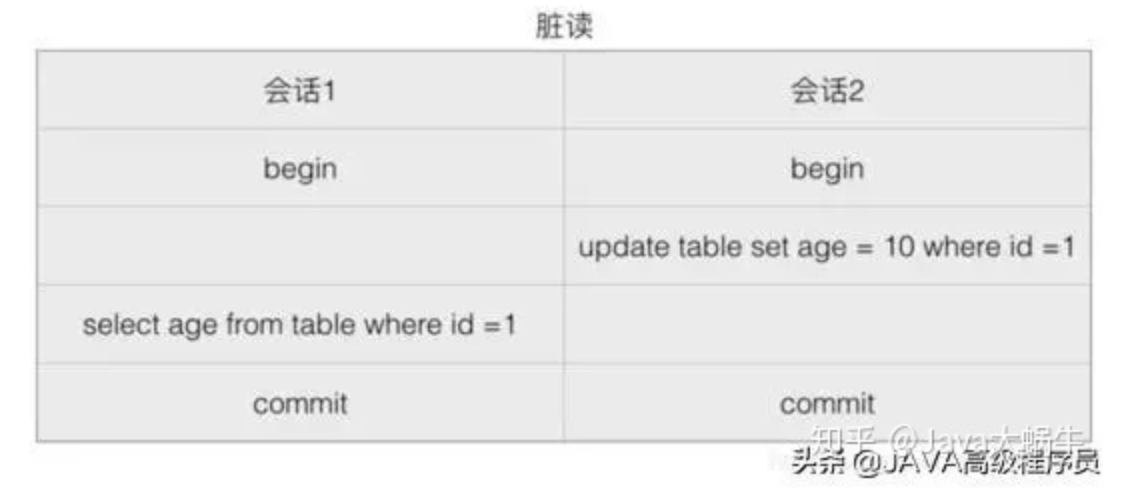 脏读
会话1 会话2
begin begin
update table set age = 10 where id =1
select age from table where id =1
commit commit
知乎 @Java大蜗牛
头条 @JAVA高级程序员